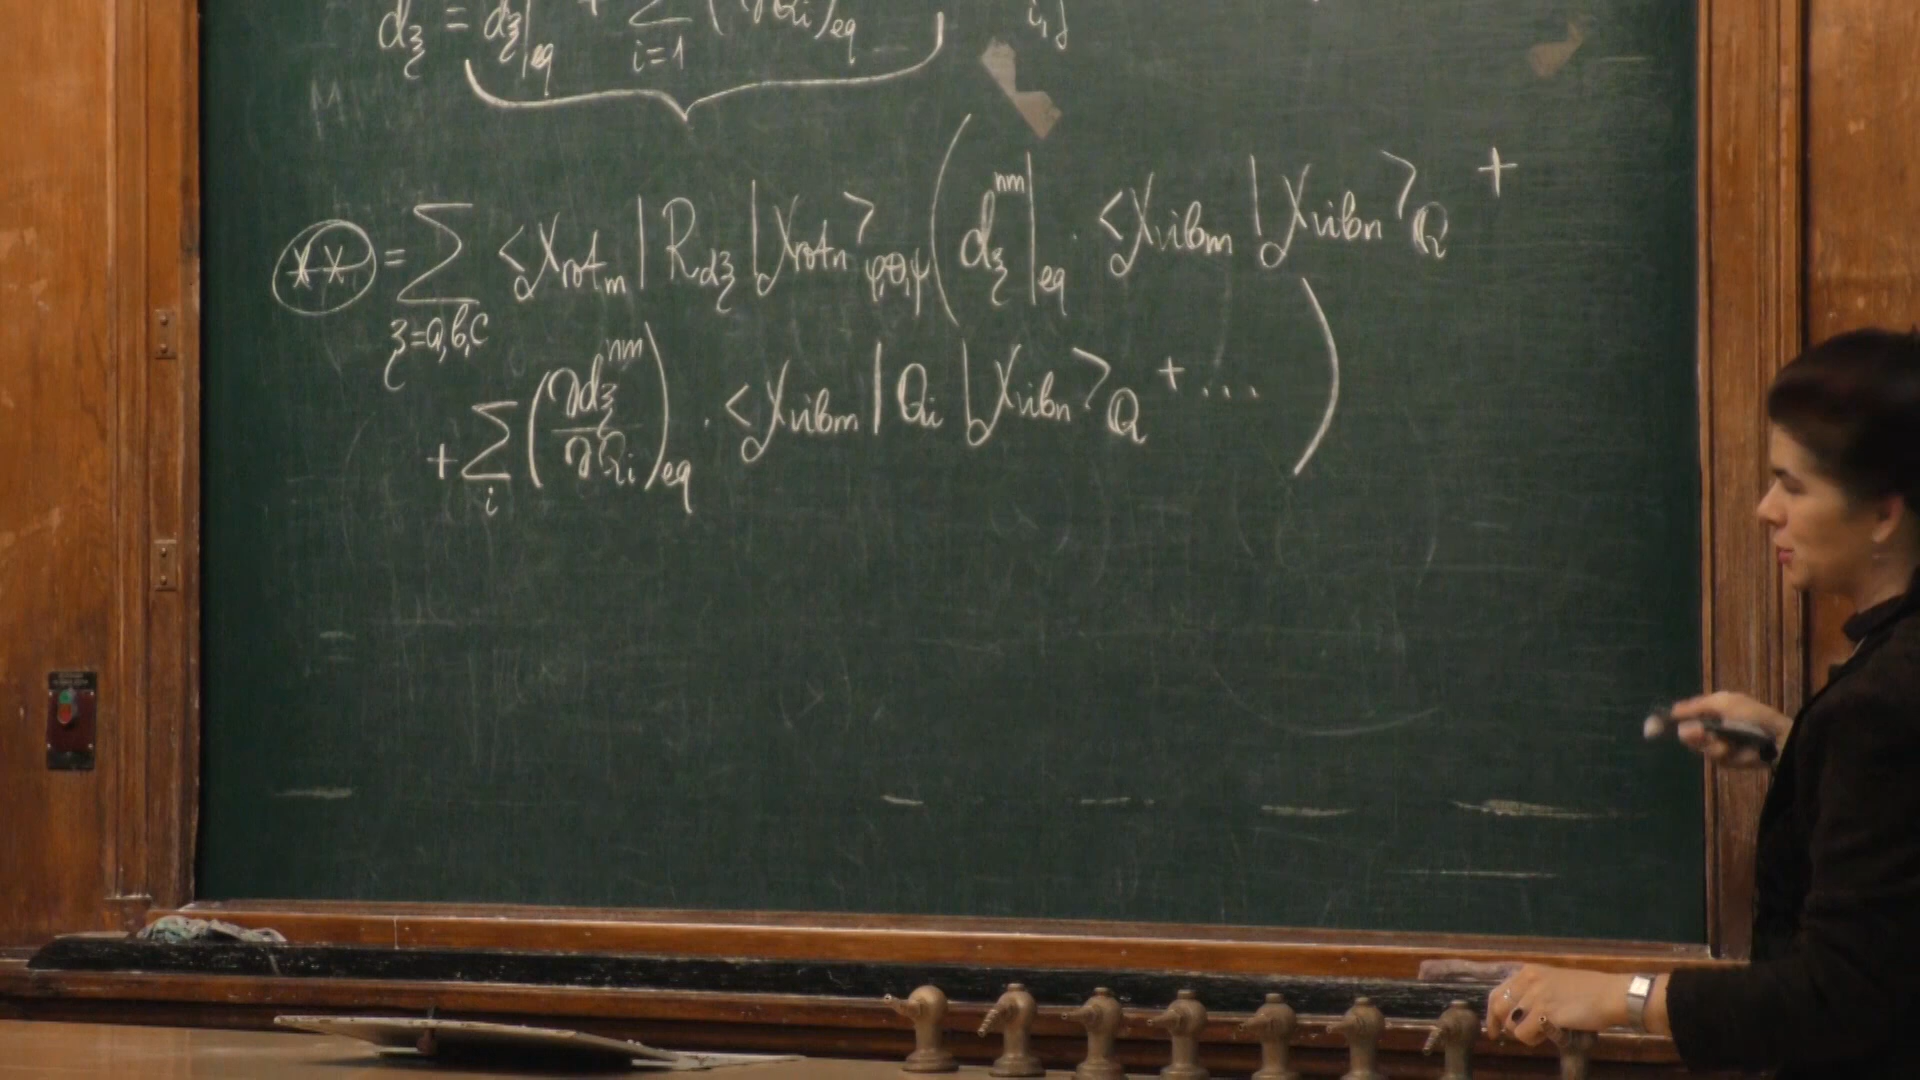 d_ξ = d_ξ|_eq + Σ_{i=1} ( ∂Q_i )_eq i,j
(**) = Σ_{ξ=a,b,c} <χ_rot_m | R_dξ | χ_rot_n>_{φ,θ,ψ} ( d_ξ^{nm}|_eq · <χ_vib_m | χ_vib_n>_Q +
+ Σ_i (∂d_ξ^{nm}/∂Q_i)_eq · <χ_vib_m | Q_i | χ_vib_n>_Q + ... )